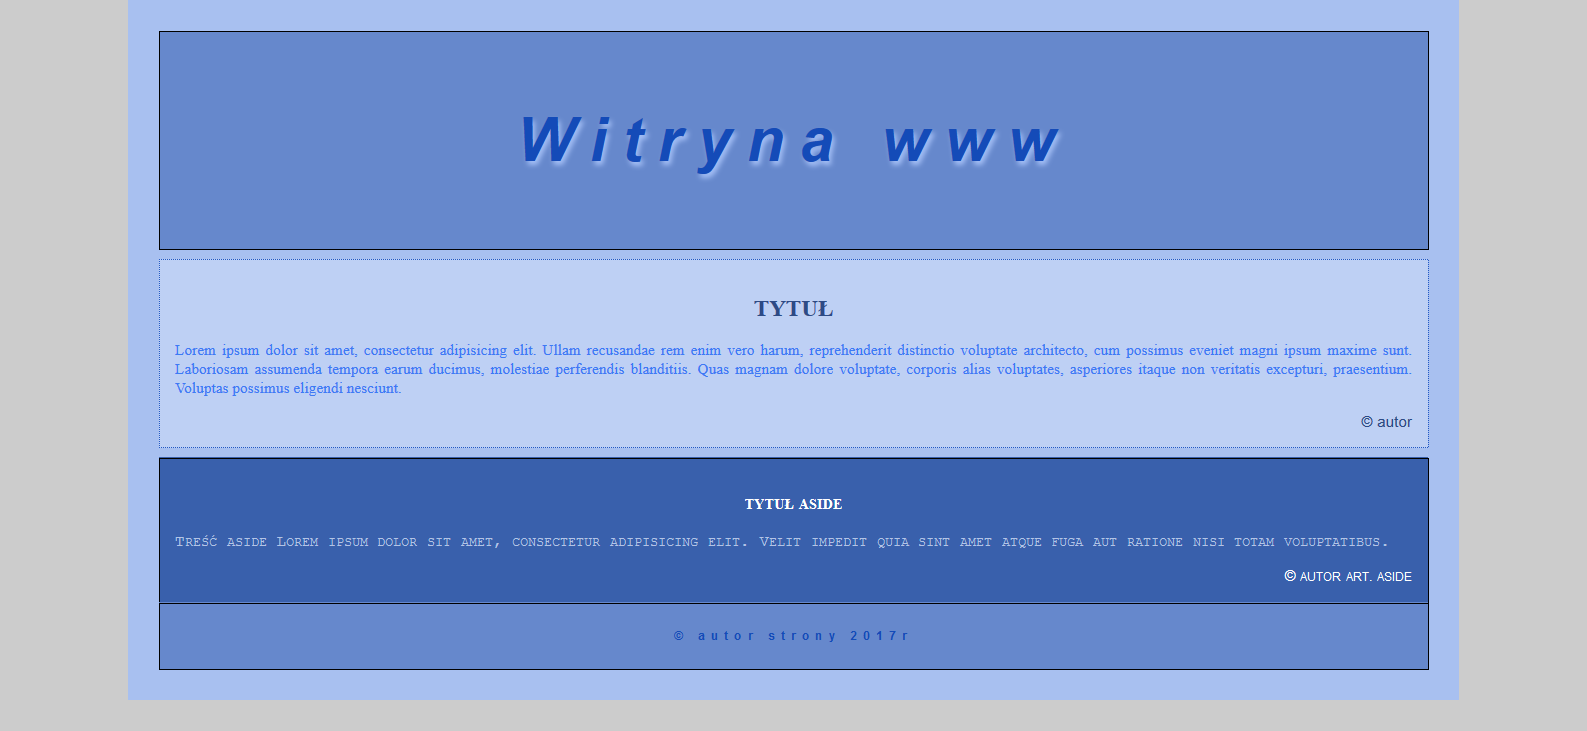 Witryna www
TYTUŁ
Lorem ipsum dolor sit amet, consectetur adipisicing elit. Ullam recusandae rem enim vero harum, reprehenderit distinctio voluptate architecto, cum possimus eveniet magni ipsum maxime sunt.
Laboriosam assumenda tempora earum ducimus, molestiae perferendis blanditiis. Quas magnam dolore voluptate, corporis alias voluptates, asperiores itaque non veritatis excepturi, praesentium.
Voluptas possimus eligendi nesciunt.
© autor
TYTUŁ ASIDE
Treść aside Lorem ipsum dolor sit amet, consectetur adipisicing elit. Velit impedit quia sint amet atque fuga aut ratione nisi totam voluptatibus.
© autor art. aside
© autor strony 2017r